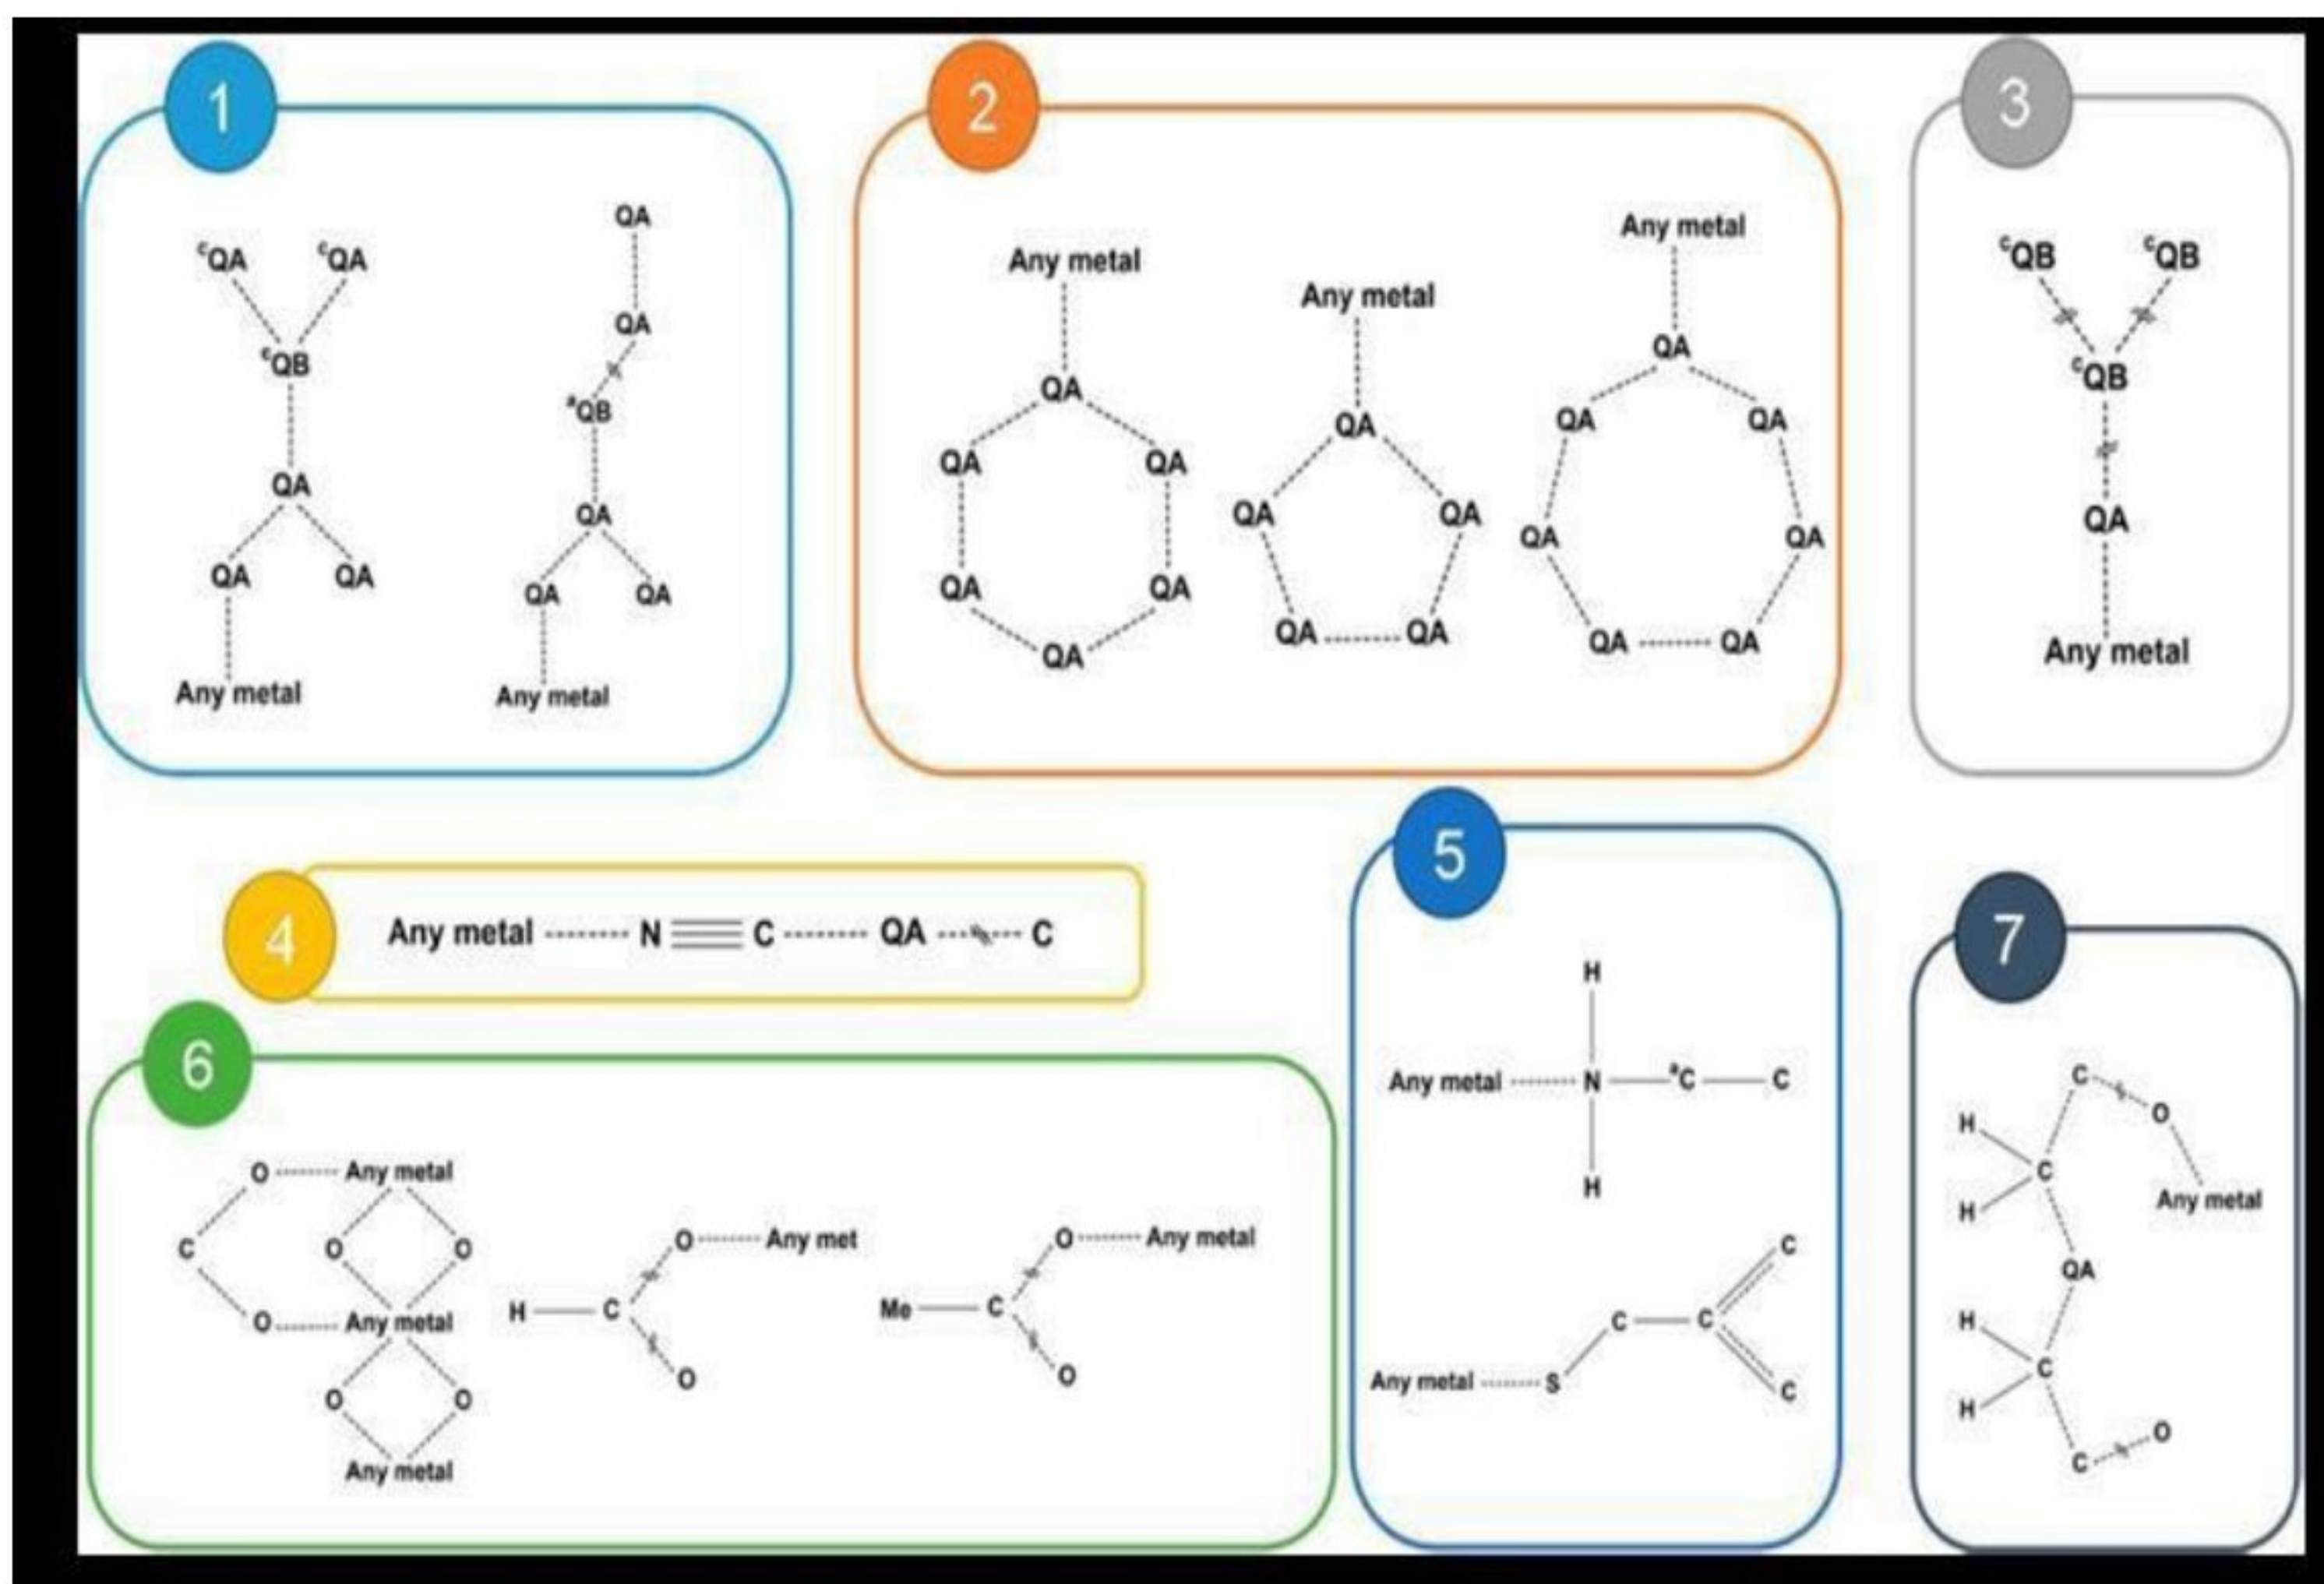 1
cQA cQA
cQB
QA
QA QA
Any metal
QA
QA
aQB
QA
QA QA
Any metal
2
Any metal
QA
QA QA
QA QA
QA
Any metal
QA
QA QA
QA QA
Any metal
QA
QA QA
QA QA
QA QA
3
cQB cQB
cQB
QA
Any metal
4
Any metal N C QA C
5
H
Any metal N aC C
H
C
C C
Any metal S
C
6
O Any metal
C O O
O Any metal
O O
Any metal
O Any met
H C
O
O Any metal
Me C
O
7
C
O
H
C
H
Any metal
QA
H
C
H
O
C